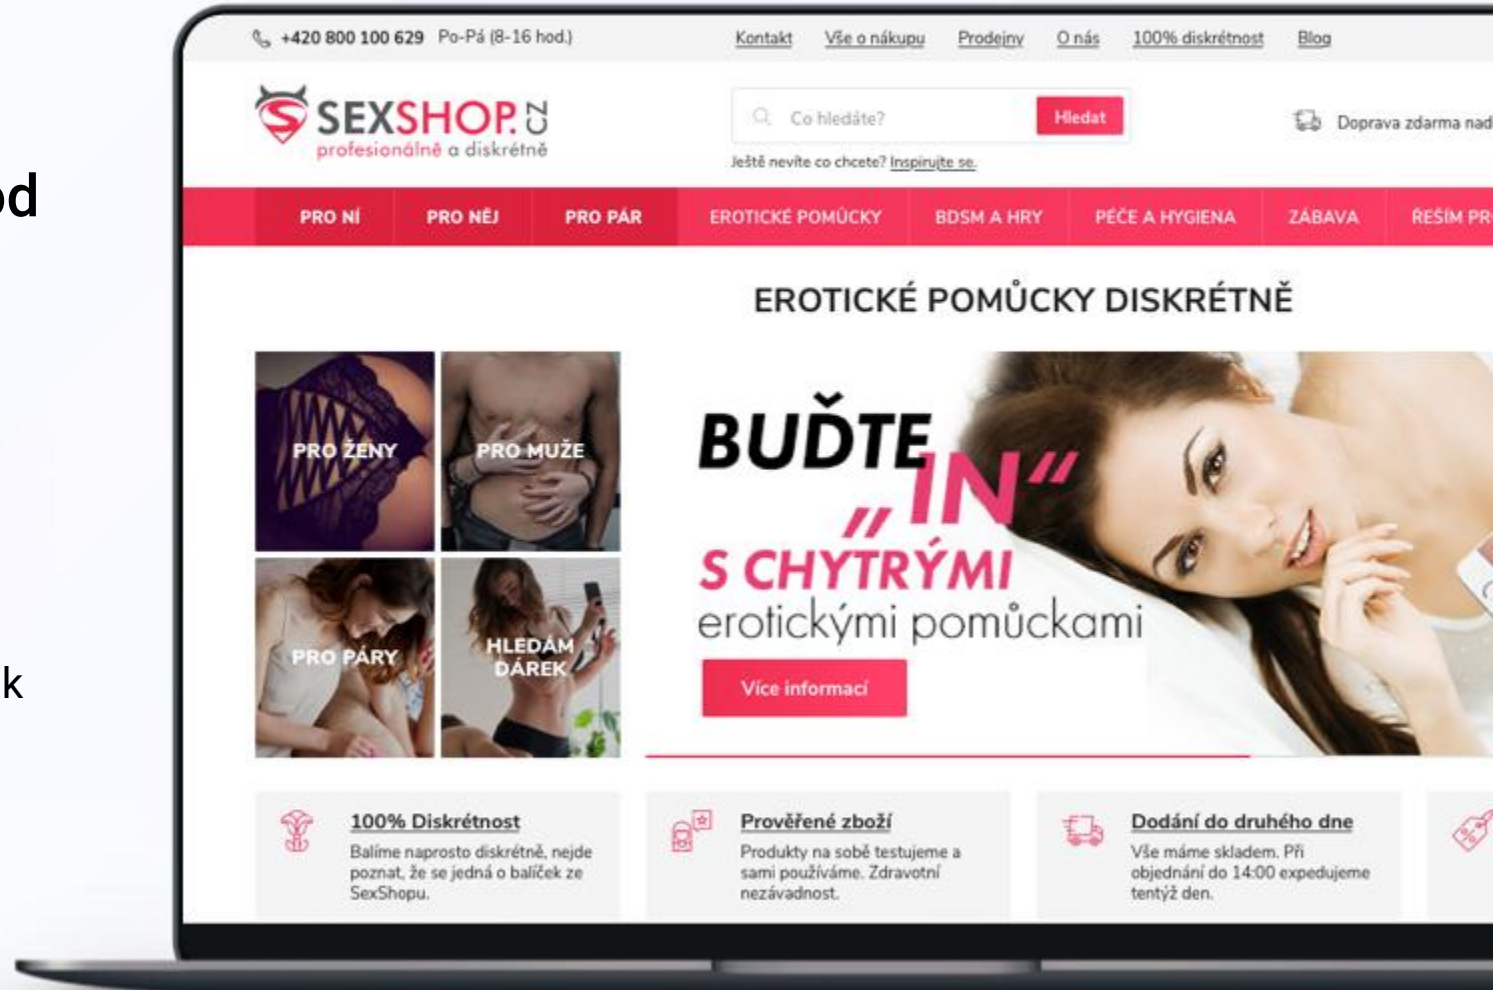 od
k
+420 800 100 629 Po-Pá (8-16 hod.)
Kontakt Vše o nákupu Prodejny O nás 100% diskrétnost Blog
SEXSHOP.CZ
profesionálně a diskrétně
Co hledáte? Hledat
Ještě nevíte co chcete? Inspirujte se.
Doprava zdarma nad
PRO NÍ PRO NĚJ PRO PÁR EROTICKÉ POMŮCKY BDSM A HRY PÉČE A HYGIENA ZÁBAVA ŘEŠÍM PR
EROTICKÉ POMŮCKY DISKRÉTNĚ
PRO ŽENY
PRO MUŽE
PRO PÁRY
HLEDÁM
DÁREK
BUĎTE
„IN“
S CHYTRÝMI
erotickými pomůckami
Více informací
100% Diskrétnost
Balíme naprosto diskrétně, nejde
poznat, že se jedná o balíček ze
SexShopu.
Prověřené zboží
Produkty na sobě testujeme a
sami používáme. Zdravotní
nezávadnost.
Dodání do druhého dne
Vše máme skladem. Při
objednání do 14:00 expedujeme
tentýž den.